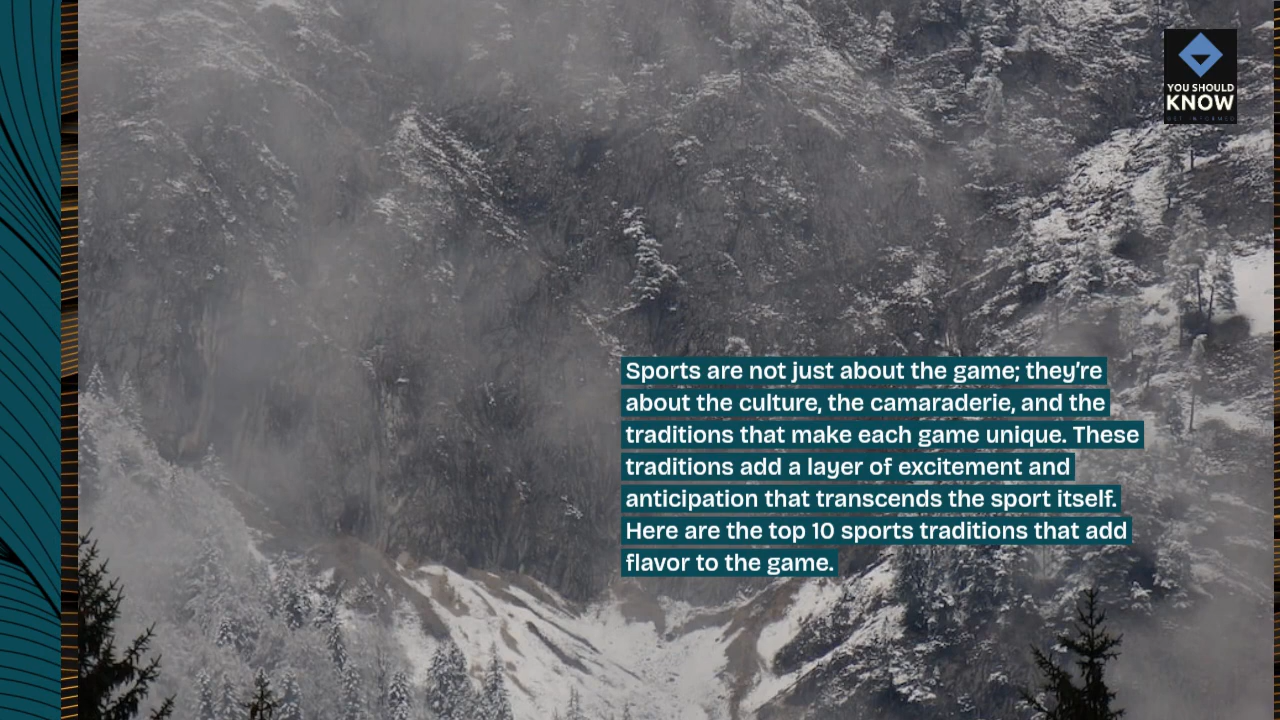 YOU SHOULD
KNOW
GET INFORMED
Sports are not just about the game; they're
about the culture, the camaraderie, and the
traditions that make each game unique. These
traditions add a layer of excitement and
anticipation that transcends the sport itself.
Here are the top 10 sports traditions that add
flavor to the game.